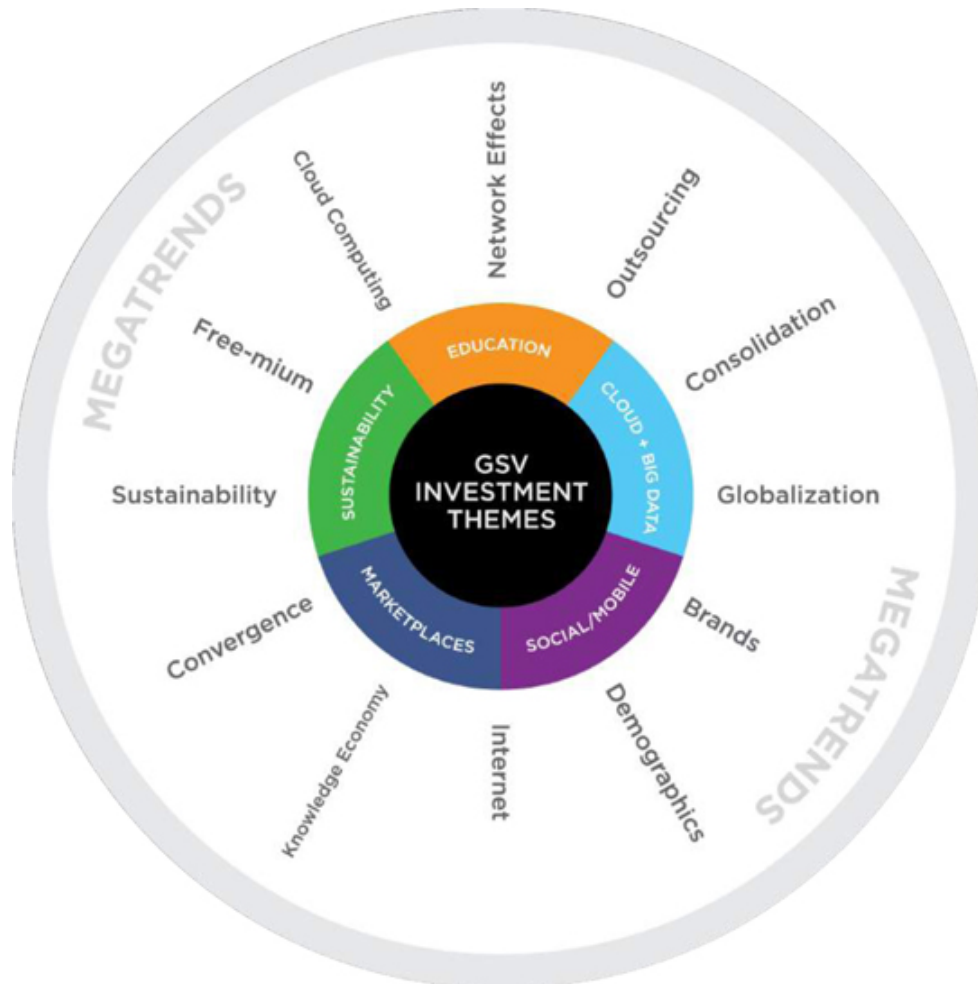 MEGATRENDS
Network Effects
Outsourcing
Consolidation
Globalization
Brands
Demographics
Internet
Knowledge Economy
Convergence
Sustainability
Free-mium
Cloud Computing
EDUCATION
CLOUD + BIG DATA
SOCIAL/MOBILE
MARKETPLACES
SUSTAINABILITY
GSV
INVESTMENT
THEMES
MEGATRENDS